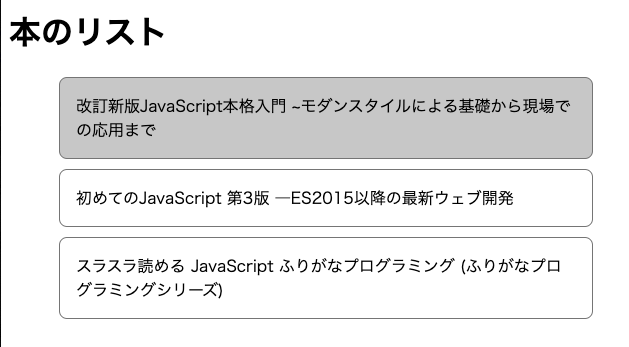 本のリスト
改訂新版JavaScript本格入門 ~モダンスタイルによる基礎から現場で
の応用まで
初めてのJavaScript 第3版 ―ES2015以降の最新ウェブ開発
スラスラ読める JavaScript ふりがなプログラミング (ふりがなプロ
グラミングシリーズ)